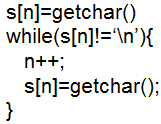 s[n]=getchar()
while(s[n]!=‘\n’){
n++;
s[n]=getchar();
}